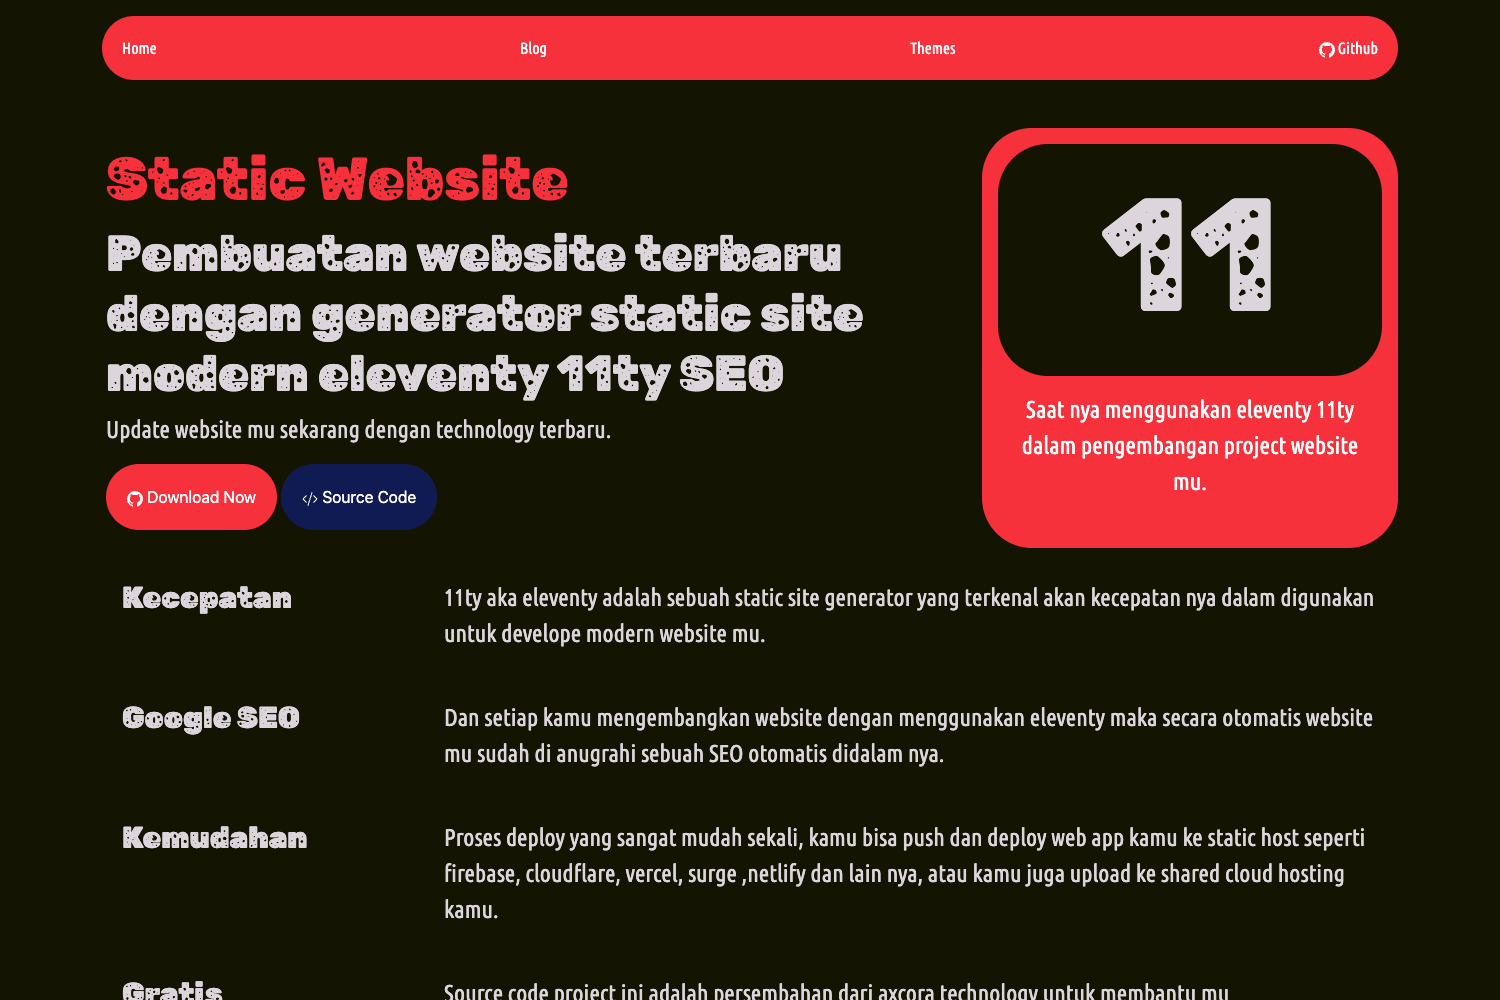 Home
Blog
Themes
Github
Static Website
Pembuatan website terbaru
dengan generator static site
modern eleventy 11ty SEO
Update website mu sekarang dengan technology terbaru.
Download Now
Source Code
11
Saat nya menggunakan eleventy 11ty
dalam pengembangan project website
mu.
Kecepatan
11ty aka eleventy adalah sebuah static site generator yang terkenal akan kecepatan nya dalam digunakan
untuk develope modern website mu.
Google SEO
Dan setiap kamu mengembangkan website dengan menggunakan eleventy maka secara otomatis website
mu sudah di anugrahi sebuah SEO otomatis didalam nya.
Kemudahan
Proses deploy yang sangat mudah sekali, kamu bisa push dan deploy web app kamu ke static host seperti
firebase, cloudflare, vercel, surge ,netlify dan lain nya, atau kamu juga upload ke shared cloud hosting
kamu.
Gratis
Source code project ini adalah persembahan dari axcora technology untuk membantu mu